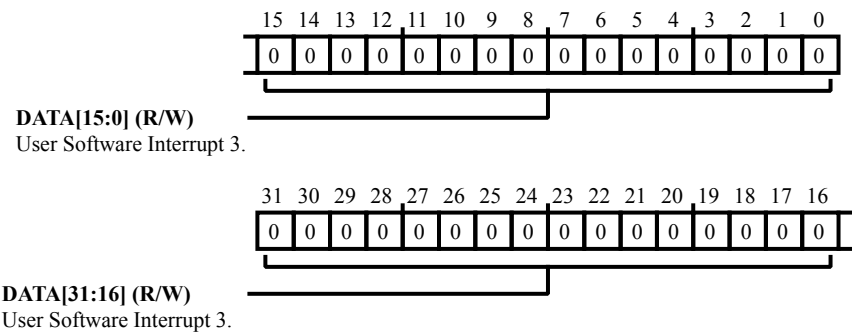 15 14 13 12 11 10 9 8 7 6 5 4 3 2 1 0
0 0 0 0 0 0 0 0 0 0 0 0 0 0 0 0
DATA[15:0] (R/W)
User Software Interrupt 3.
31 30 29 28 27 26 25 24 23 22 21 20 19 18 17 16
0 0 0 0 0 0 0 0 0 0 0 0 0 0 0 0
DATA[31:16] (R/W)
User Software Interrupt 3.